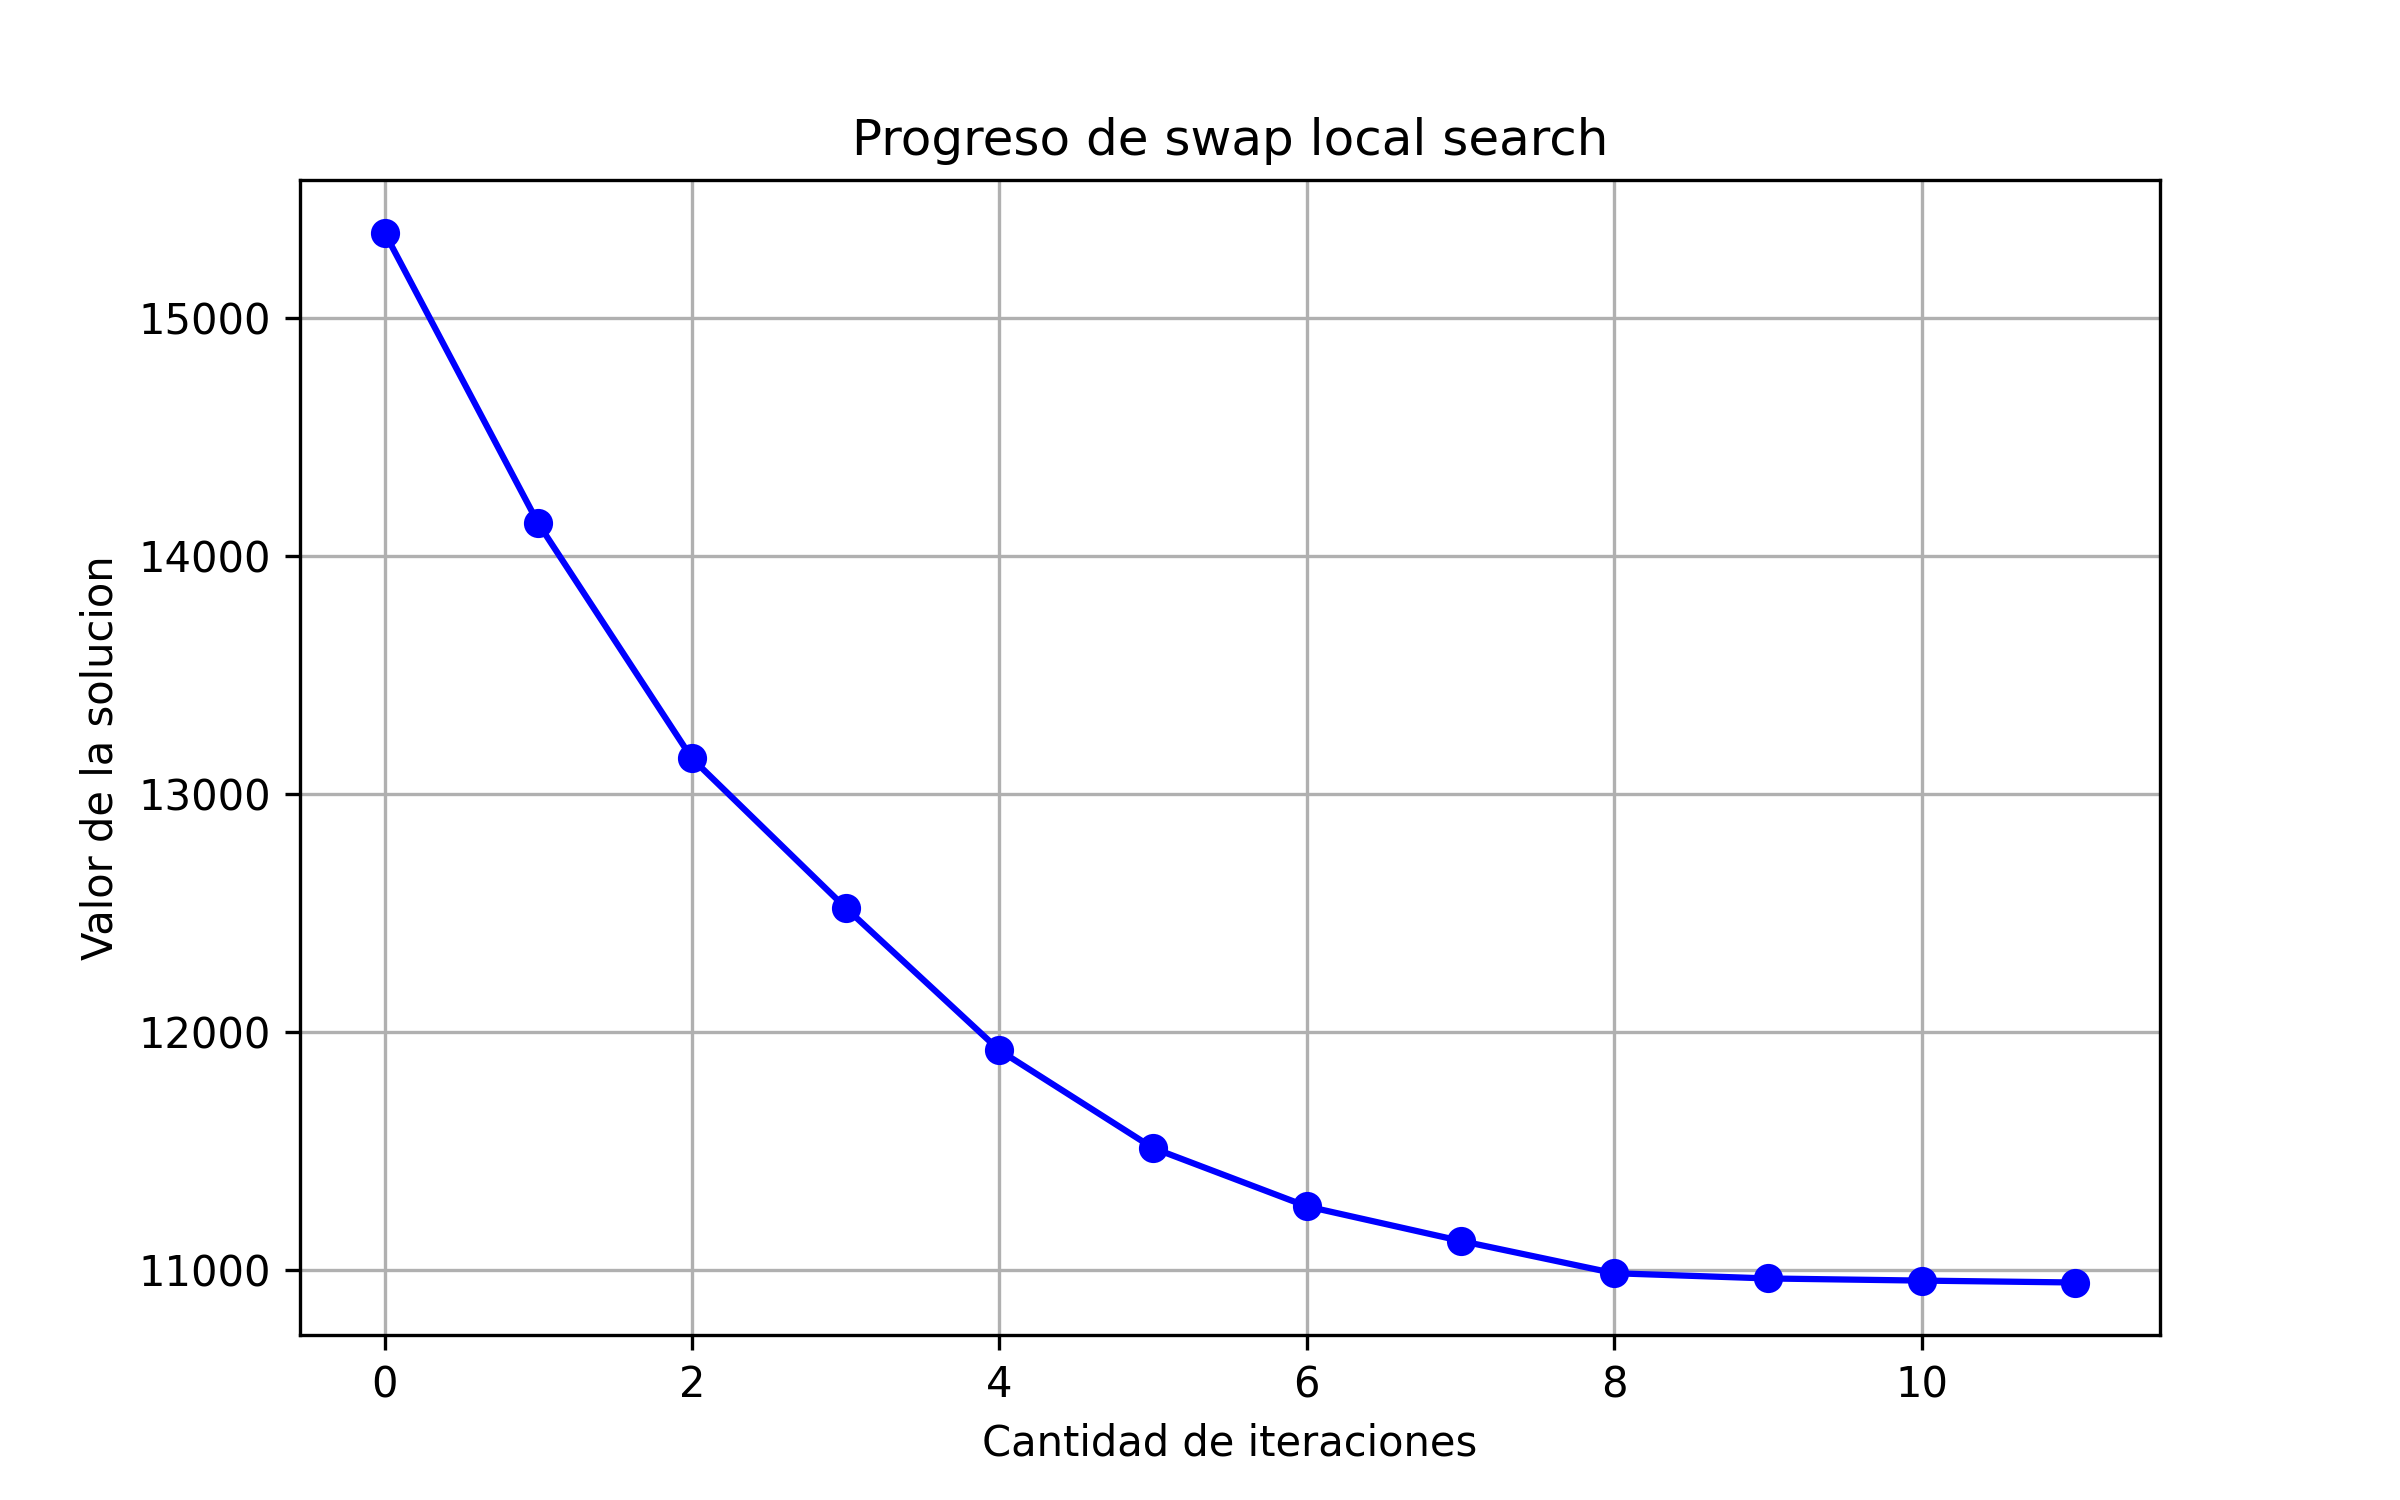 Progreso de swap local search
Valor de la solucion
15000
14000
13000
12000
11000
0 2 4 6 8 10
Cantidad de iteraciones